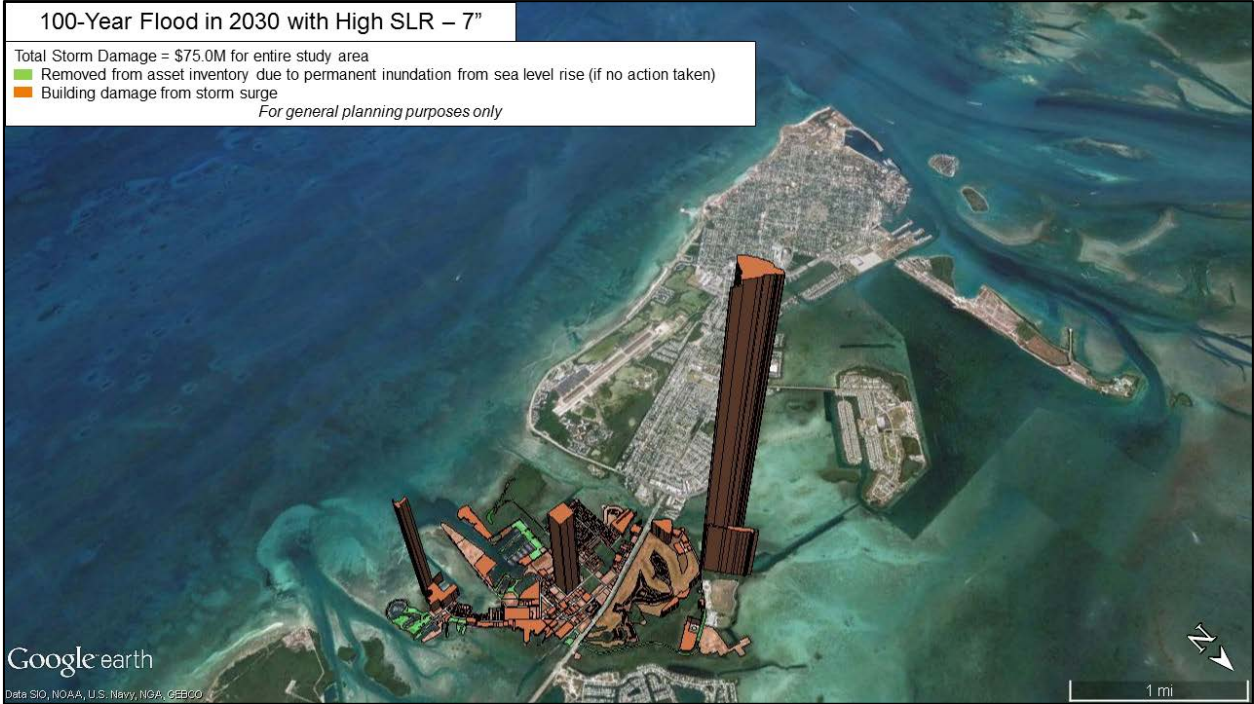 100-Year Flood in 2030 with High SLR – 7”
Total Storm Damage = $75.0M for entire study area
Removed from asset inventory due to permanent inundation from sea level rise (if no action taken)
Building damage from storm surge
For general planning purposes only
Google earth
Data SIO, NOAA, U.S. Navy, NGA, GEBCO
N
1 mi